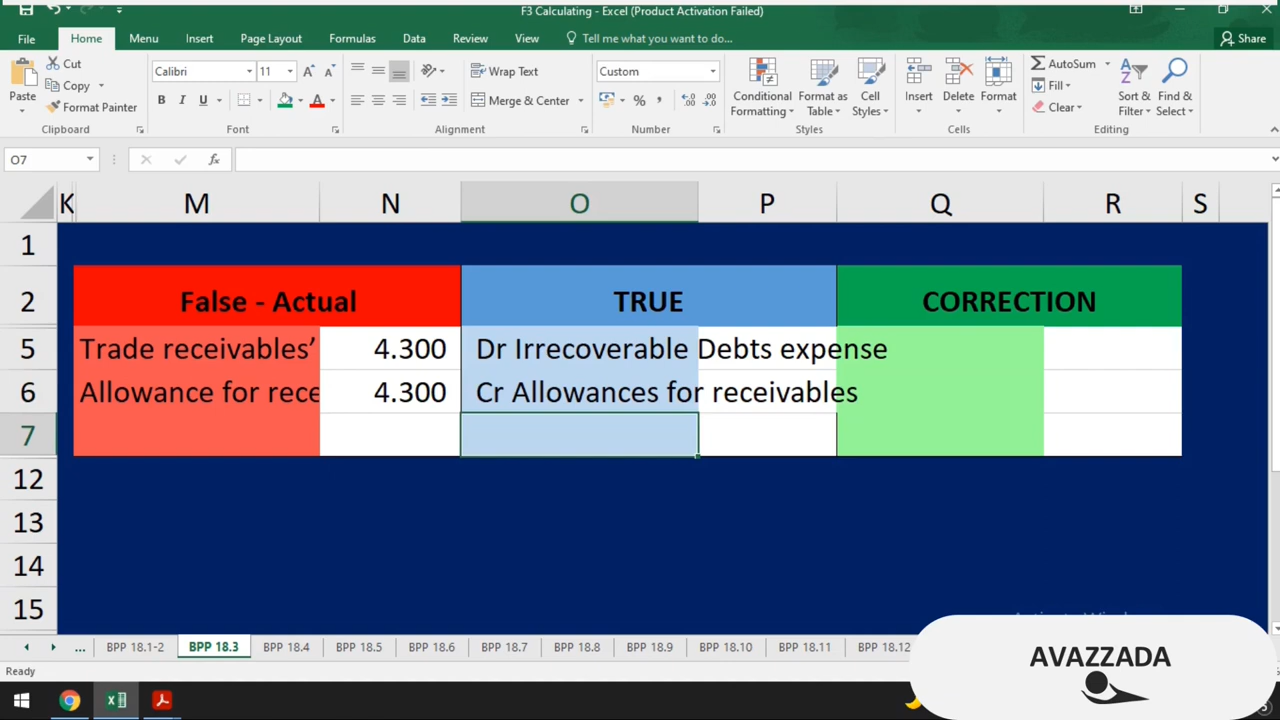 F3 Calculating - Excel (Product Activation Failed)
File Home Menu Insert Page Layout Formulas Data Review View Tell me what you want to do... Share
Cut
Copy
Format Painter
Paste
Clipboard
Calibri 11
B I U A
Font
Wrap Text
Merge & Center
Alignment
Custom
%
Number
Conditional Formatting
Format as Table
Cell Styles
Styles
Insert Delete Format
Cells
AutoSum
Fill
Clear
Sort & Filter
Find & Select
Editing
O7 fx
K M N O P Q R S
1
2 False - Actual TRUE CORRECTION
5 Trade receivables’ 4.300 Dr Irrecoverable Debts expense
6 Allowance for rece 4.300 Cr Allowances for receivables
7
12
13
14
15
... BPP 18.1-2 BPP 18.3 BPP 18.4 BPP 18.5 BPP 18.6 BPP 18.7 BPP 18.8 BPP 18.9 BPP 18.10 BPP 18.11 BPP 18.12
Ready
AVAZZADA